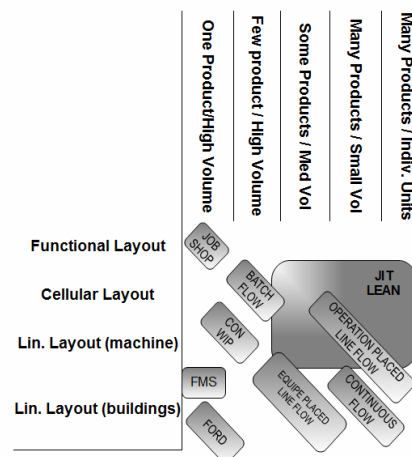 One Product/High Volume
Few product / High Volume
Some Products / Med Vol
Many Products / Small Vol
Many Products / Indiv. Units
Functional Layout
Cellular Layout
Lin. Layout (machine)
Lin. Layout (buildings)
JOB
SHOP
BATCH
FLOW
JIT
LEAN
CON
WIP
OPERATION PLACED
LINE FLOW
FMS
EQUIPE PLACED
LINE FLOW
CONTINUOUS
FLOW
FORD